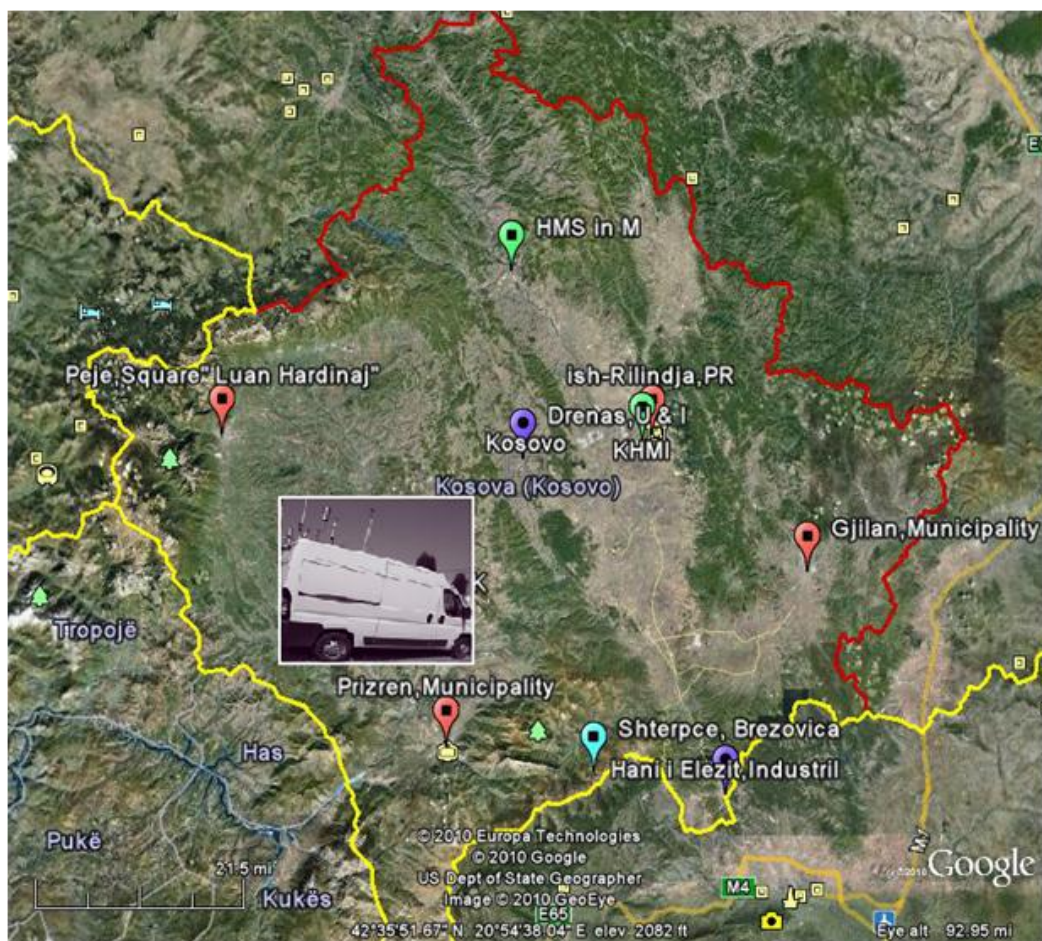 HMS in M
Peje,Square"Luan Hardinaj"
ish-Rilindja,PR
Drenas,U & I
Kosovo
KHMI
Kosova (Kosovo)
Gjilan,Municipality
K
Tropojë
Prizren,Municipality
Shterpce, Brezovica
Has
Hani i Elezit,Industril
Pukë
© 2010 Europa Technologies
© 2010 Google
21.5 mi
US Dept of State Geographer
M4
Google
Kukës
Image © 2010 GeoEye
E65
42°35'51.67" N 20°54'38.04" E elev 2082 ft
Eye alt 92.95 mi